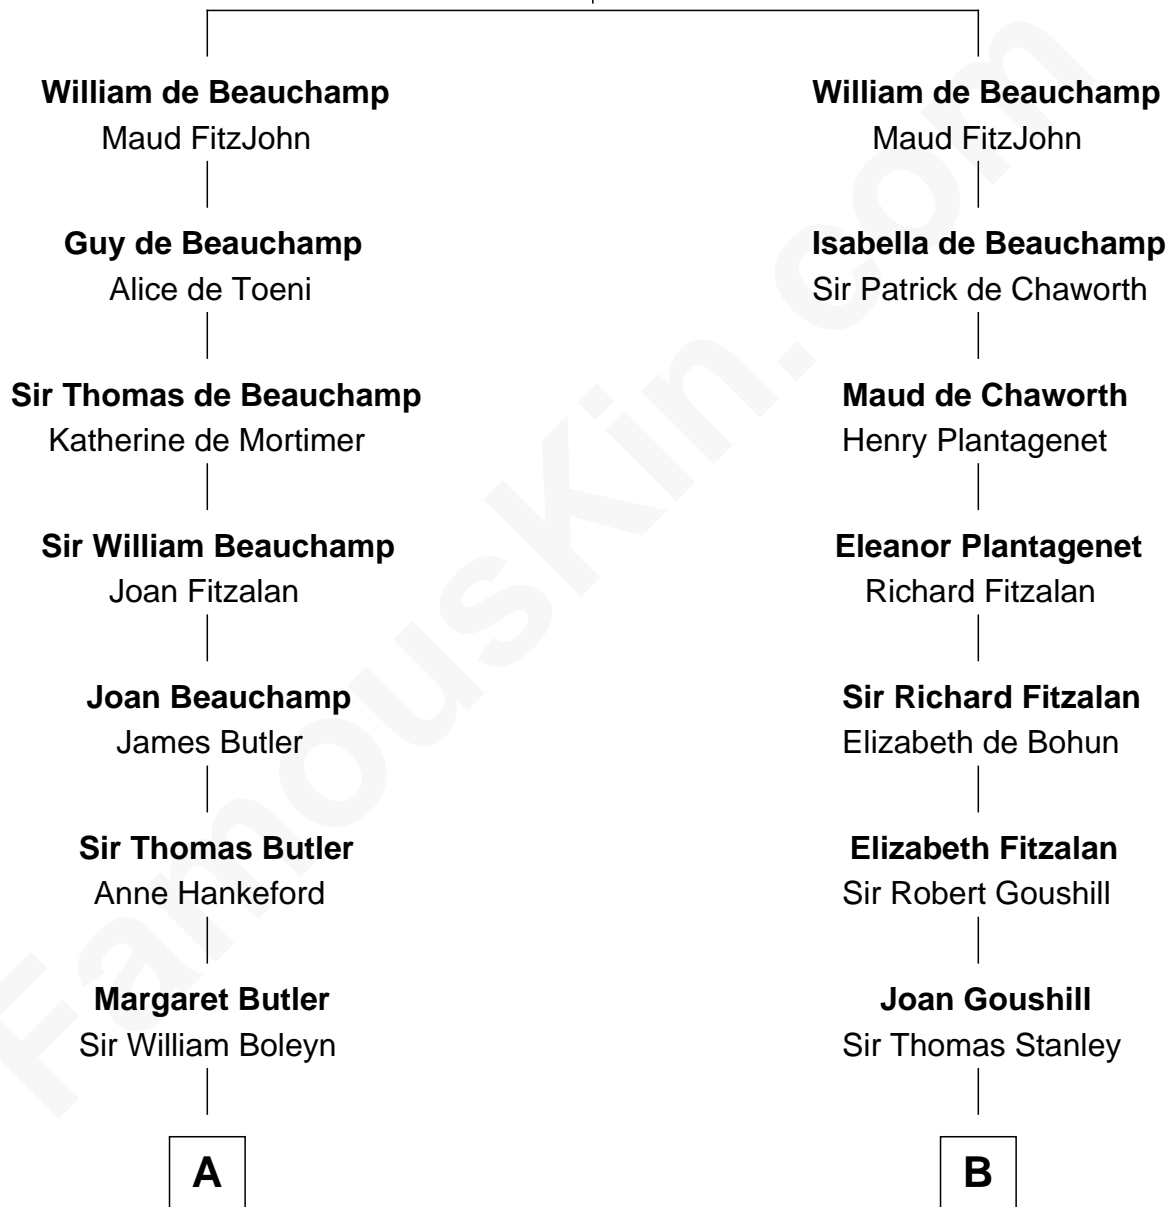 William de Beauchamp
Maud FitzJohn
Guy de Beauchamp
Alice de Toeni
Sir Thomas de Beauchamp
Katherine de Mortimer
Sir William Beauchamp
Joan Fitzalan
Joan Beauchamp
James Butler
Sir Thomas Butler
Anne Hankeford
Margaret Butler
Sir William Boleyn
A
William de Beauchamp
Maud FitzJohn
Isabella de Beauchamp
Sir Patrick de Chaworth
Maud de Chaworth
Henry Plantagenet
Eleanor Plantagenet
Richard Fitzalan
Sir Richard Fitzalan
Elizabeth de Bohun
Elizabeth Fitzalan
Sir Robert Goushill
Joan Goushill
Sir Thomas Stanley
B
FamousKin.com